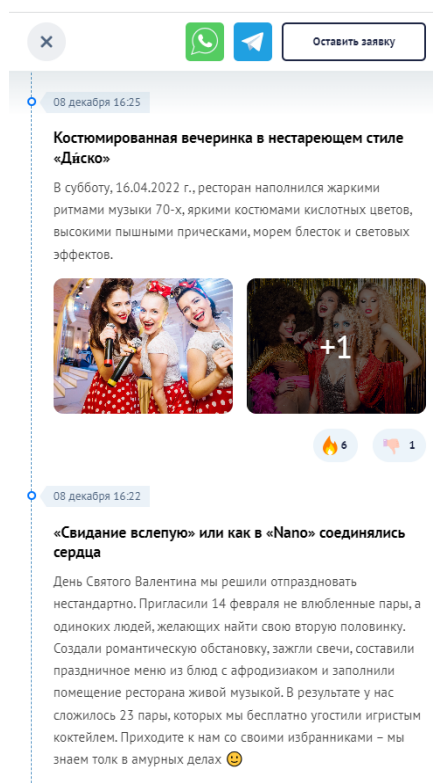 Оставить заявку
08 декабря 16:25
Костюмированная вечеринка в нестареющем стиле
«Ди́ско»
В субботу, 16.04.2022 г., ресторан наполнился жаркими
ритмами музыки 70-х, яркими костюмами кислотных цветов,
высокими пышными прическами, морем блесток и световых
эффектов.
+1
6
1
08 декабря 16:22
«Свидание вслепую» или как в «Nano» соединялись
сердца
День Святого Валентина мы решили отпраздновать
нестандартно. Пригласили 14 февраля не влюбленные пары, а
одиноких людей, желающих найти свою вторую половинку.
Создали романтическую обстановку, зажгли свечи, составили
праздничное меню из блюд с афродизиаком и заполнили
помещение ресторана живой музыкой. В результате у нас
сложилось 23 пары, которых мы бесплатно угостили игристым
коктейлем. Приходите к нам со своими избранниками – мы
знаем толк в амурных делах 🙂